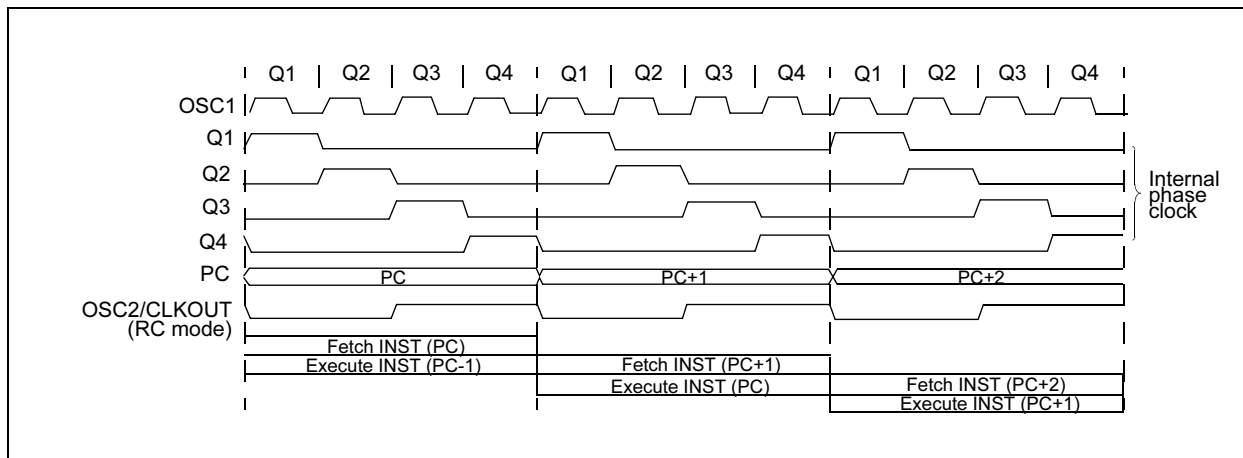 Q1 | Q2 | Q3 | Q4 | Q1 | Q2 | Q3 | Q4 | Q1 | Q2 | Q3 | Q4
OSC1
Q1
Q2
Q3
Q4
Internal
phase
clock
PC
PC
PC+1
PC+2
OSC2/CLKOUT
(RC mode)
Fetch INST (PC)
Execute INST (PC-1)
Fetch INST (PC+1)
Execute INST (PC)
Fetch INST (PC+2)
Execute INST (PC+1)